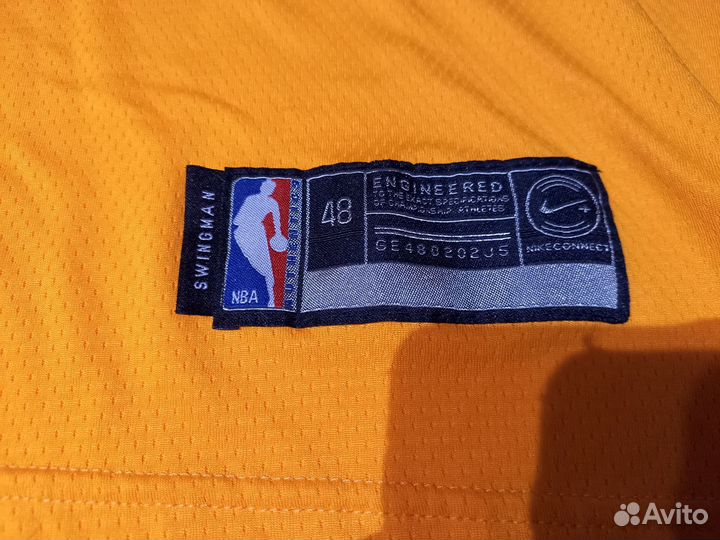 SWINGMAN
NBA
48
ENGINEERED
TO THE EXACT SPECIFICATIONS
OF CHAMPIONSHIP ATHLETES
GE480202J5
NIKECONNECT
Avito